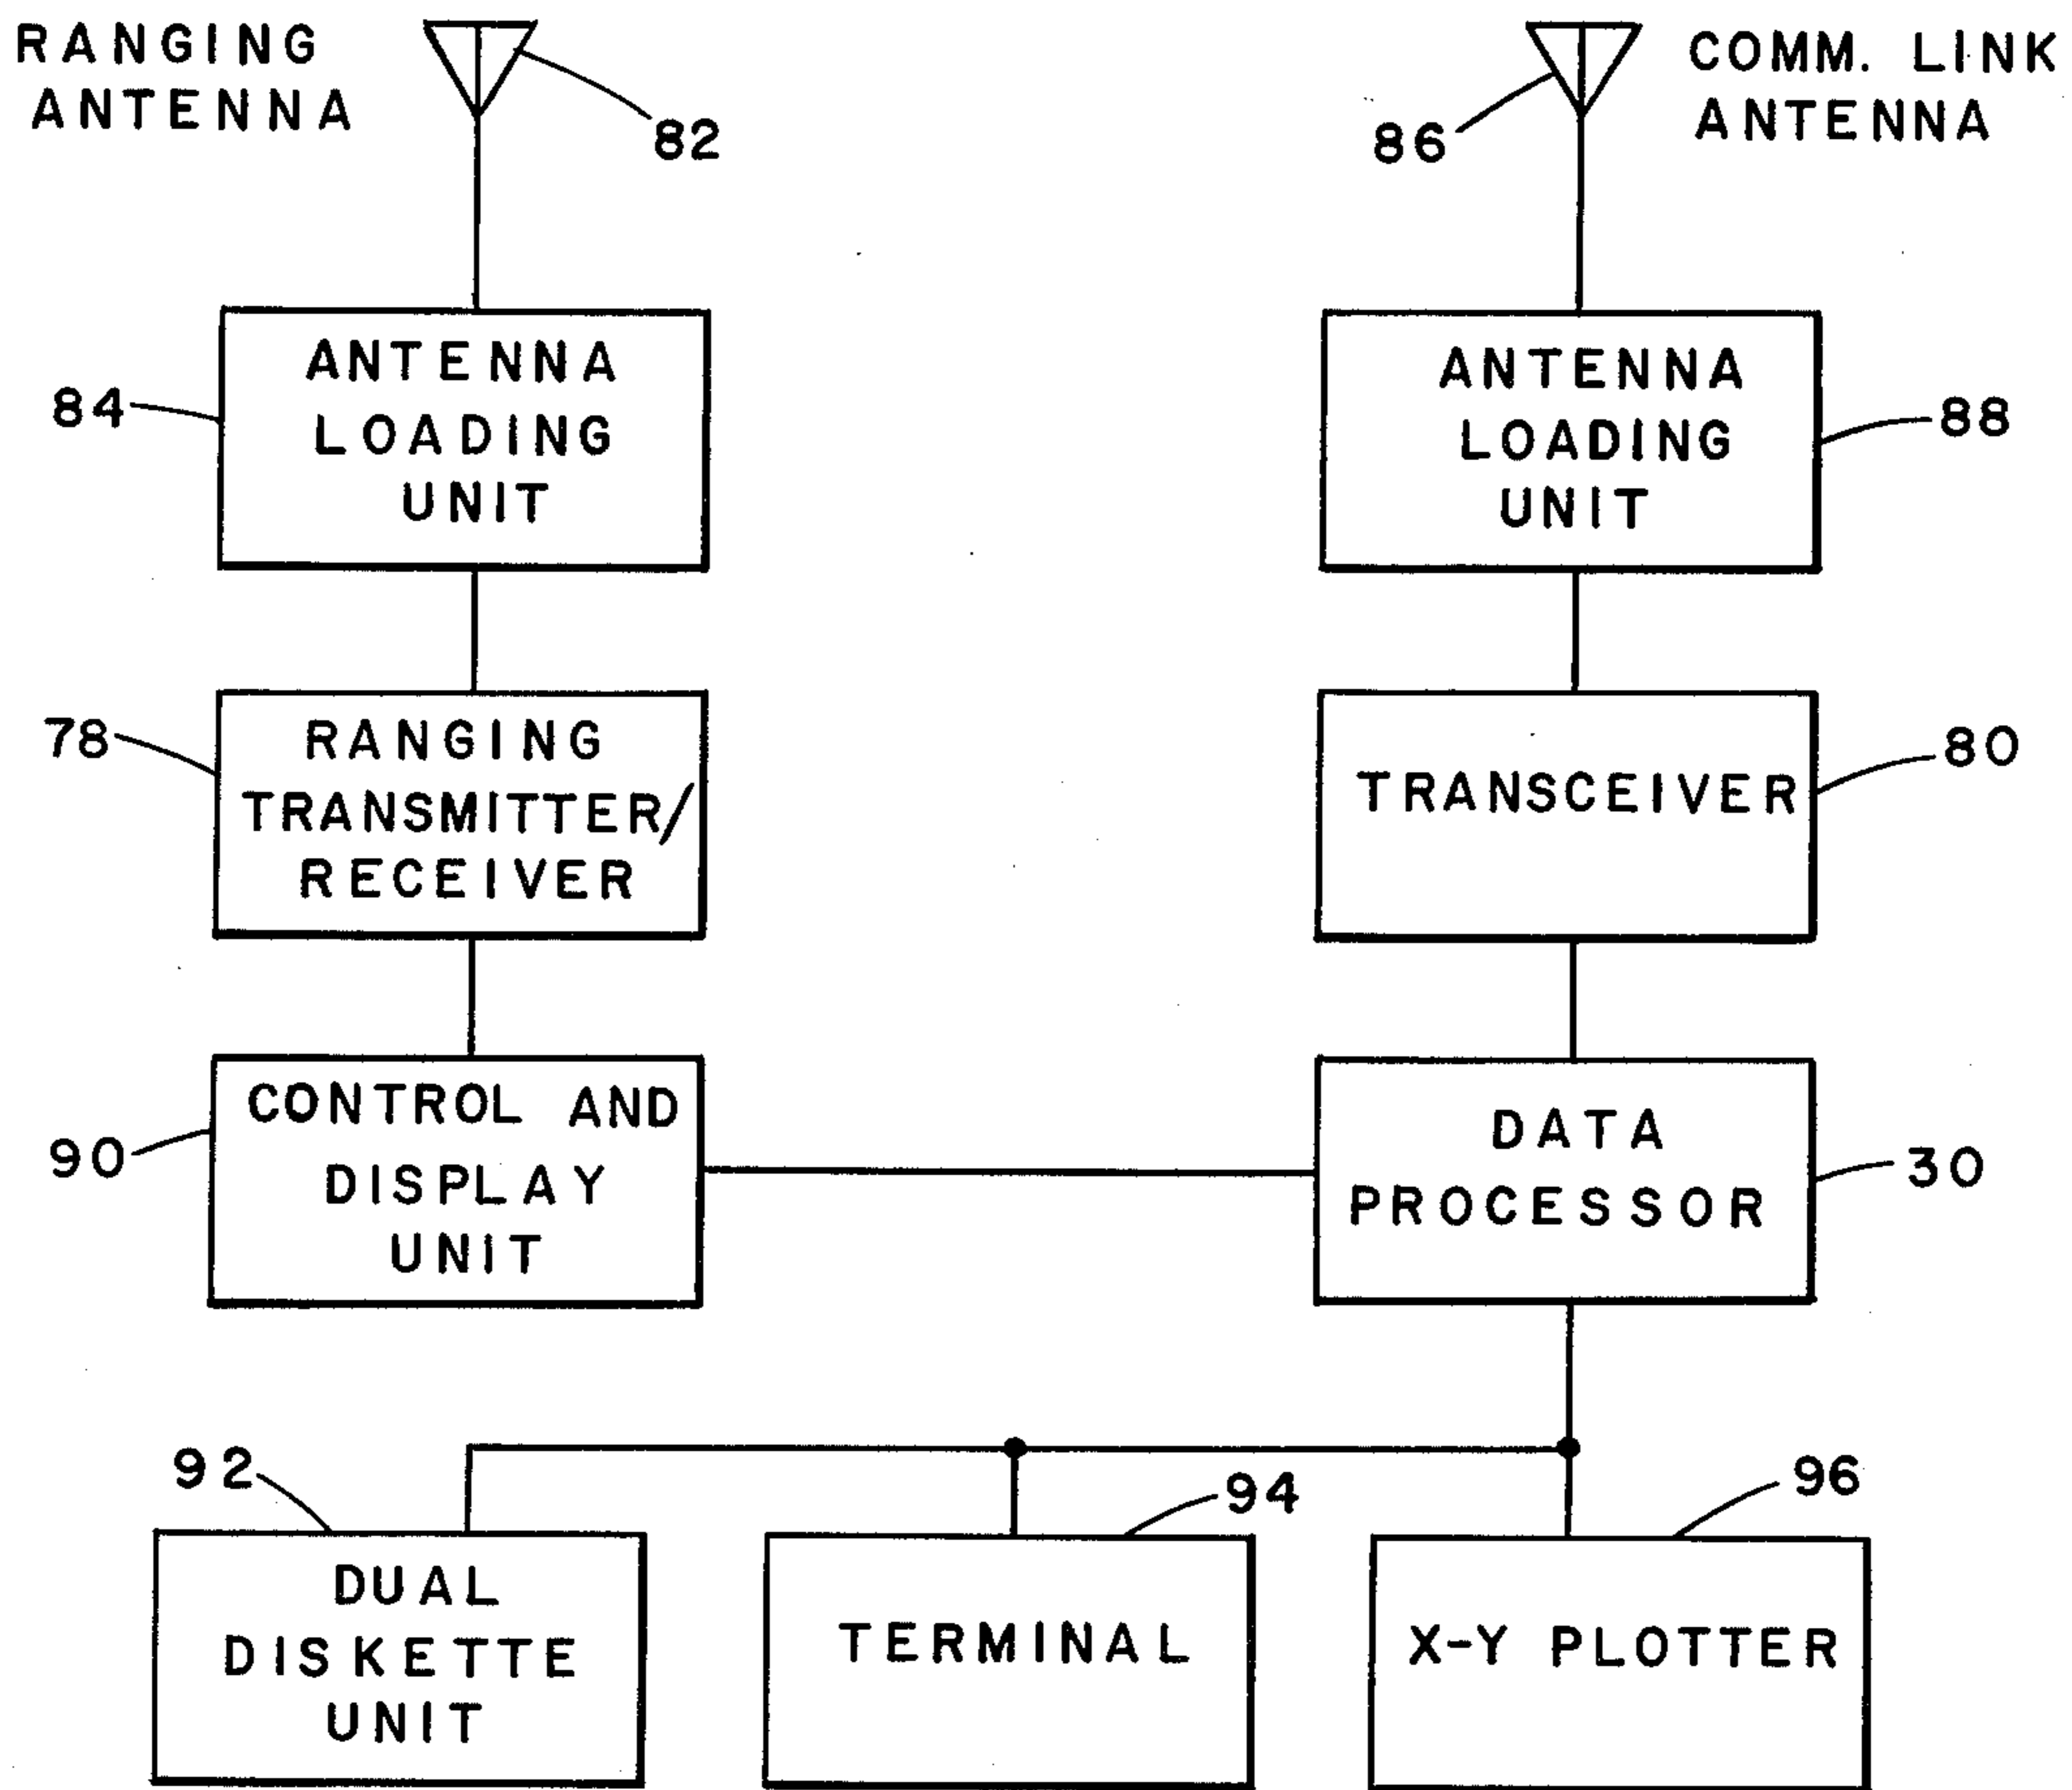 RANGING
ANTENNA
82
86
COMM. LINK
ANTENNA
84
ANTENNA
LOADING
UNIT
ANTENNA
LOADING
UNIT
88
78
RANGING
TRANSMITTER/
RECEIVER
TRANSCEIVER
80
90
CONTROL AND
DISPLAY
UNIT
DATA
PROCESSOR
30
92
94
96
DUAL
DISKETTE
UNIT
TERMINAL
X-Y PLOTTER